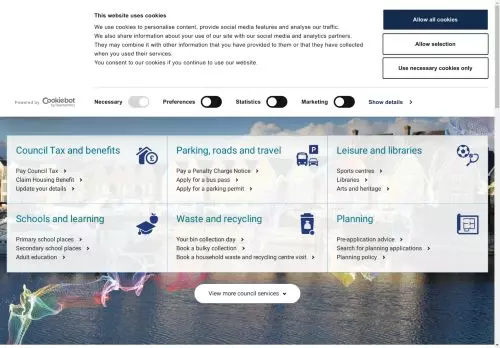 This website uses cookies
We use cookies to personalise content, provide social media features and analyse our traffic.
We also share information about your use of our site with our social media and analytics partners.
They may combine it with other information that you have provided to them or that they have collected
when you used their services.
You consent to our cookies if you continue to use our website.
Allow all cookies
Allow selection
Use necessary cookies only
Powered by Cookiebot
Necessary
Preferences
Statistics
Marketing
Show details
Council Tax and benefits
Pay Council Tax
Claim Housing Benefit
Update your details
Parking, roads and travel
Pay a Penalty Charge Notice
Apply for a bus pass
Apply for a parking permit
Leisure and libraries
Sports centres
Libraries
Arts and heritage
Schools and learning
Primary school places
Secondary school places
Adult education
Waste and recycling
Your bin collection day
Book a bulky collection
Book a household waste and recycling centre visit
Planning
Pre-application advice
Search for planning applications
Planning policy
View more council services